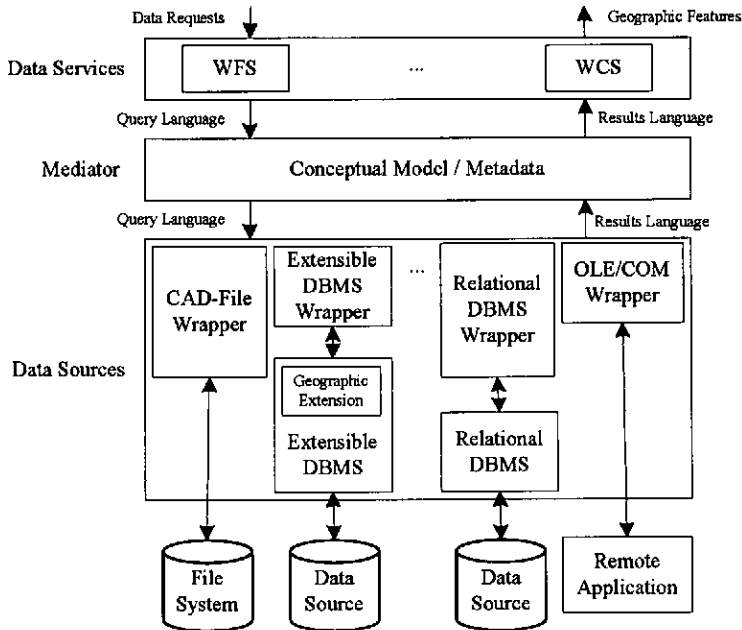 Data Requests
Geographic Features
Data Services
WFS
...
WCS
Query Language
Results Language
Mediator
Conceptual Model / Metadata
Query Language
Results Language
Data Sources
CAD-File
Wrapper
Extensible
DBMS
Wrapper
...
Relational
DBMS
Wrapper
OLE/COM
Wrapper
Geographic
Extension
Extensible
DBMS
Relational
DBMS
File
System
Data
Source
Data
Source
Remote
Application